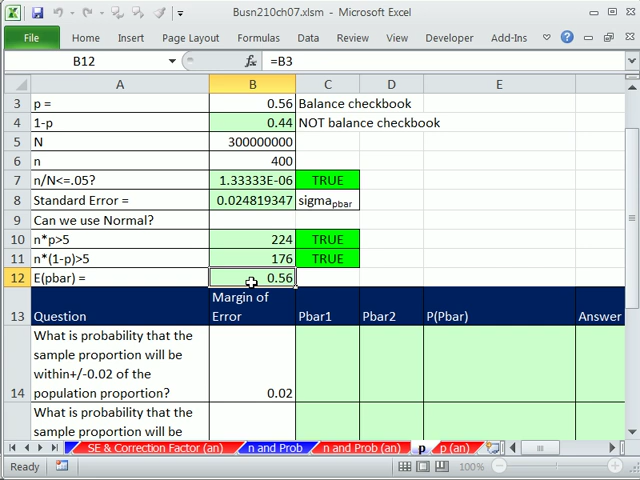 Busn210ch07.xlsm - Microsoft Excel
File Home Insert Page Layout Formulas Data Review View Developer Add-Ins
B12 fx =B3
A B C D E
3 p = 0.56 Balance checkbook
4 1-p 0.44 NOT balance checkbook
5 N 300000000
6 n 400
7 n/N<=.05? 1.33333E-06 TRUE
8 Standard Error = 0.024819347 sigmapbar
9 Can we use Normal?
10 n*p>5 224 TRUE
11 n*(1-p)>5 176 TRUE
12 E(pbar) = 0.56
Margin of
13 Question Error Pbar1 Pbar2 P(Pbar) Answer
What is probability that the
sample proportion will be
within+/-0.02 of the
14 population proportion? 0.02
What is probability that the
sample proportion will be
SE & Correction Factor (an) n and Prob n and Prob (an) p p (an)
Ready 100%